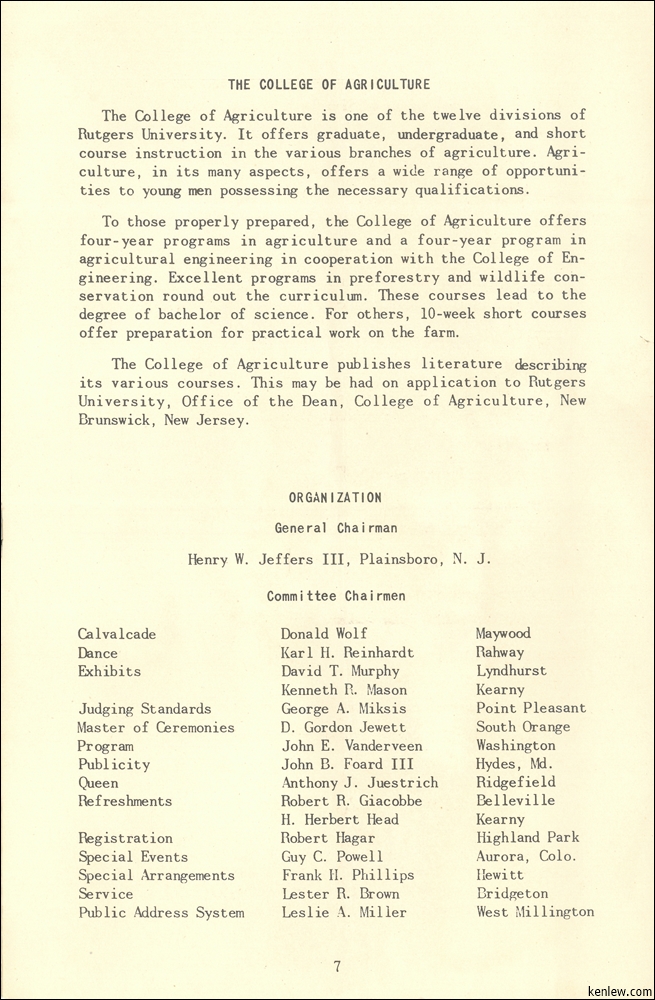 THE COLLEGE OF AGRICULTURE
The College of Agriculture is one of the twelve divisions of
Rutgers University. It offers graduate, undergraduate, and short
course instruction in the various branches of agriculture. Agri-
culture, in its many aspects, offers a wide range of opportuni-
ties to young men possessing the necessary qualifications.
To those properly prepared, the College of Agriculture offers
four-year programs in agriculture and a four-year program in
agricultural engineering in cooperation with the College of En-
gineering. Excellent programs in preforestry and wildlife con-
servation round out the curriculum. These courses lead to the
degree of bachelor of science. For others, 10-week short courses
offer preparation for practical work on the farm.
The College of Agriculture publishes literature describing
its various courses. This may be had on application to Rutgers
University, Office of the Dean, College of Agriculture, New
Brunswick, New Jersey.
ORGANIZATION
General Chairman
Henry W. Jeffers III, Plainsboro, N. J.
Committee Chairmen
Calvalcade Donald Wolf Maywood
Dance Karl H. Reinhardt Rahway
Exhibits David T. Murphy Lyndhurst
Kenneth R. Mason Kearny
Judging Standards George A. Miksis Point Pleasant
Master of Ceremonies D. Gordon Jewett South Orange
Program John E. Vanderveen Washington
Publicity John B. Foard III Hydes, Md.
Queen Anthony J. Juestrich Ridgefield
Refreshments Robert R. Giacobbe Belleville
H. Herbert Head Kearny
Registration Robert Hagar Highland Park
Special Events Guy C. Powell Aurora, Colo.
Special Arrangements Frank H. Phillips Hewitt
Service Lester R. Brown Bridgeton
Public Address System Leslie A. Miller West Millington
7
kenlew.com